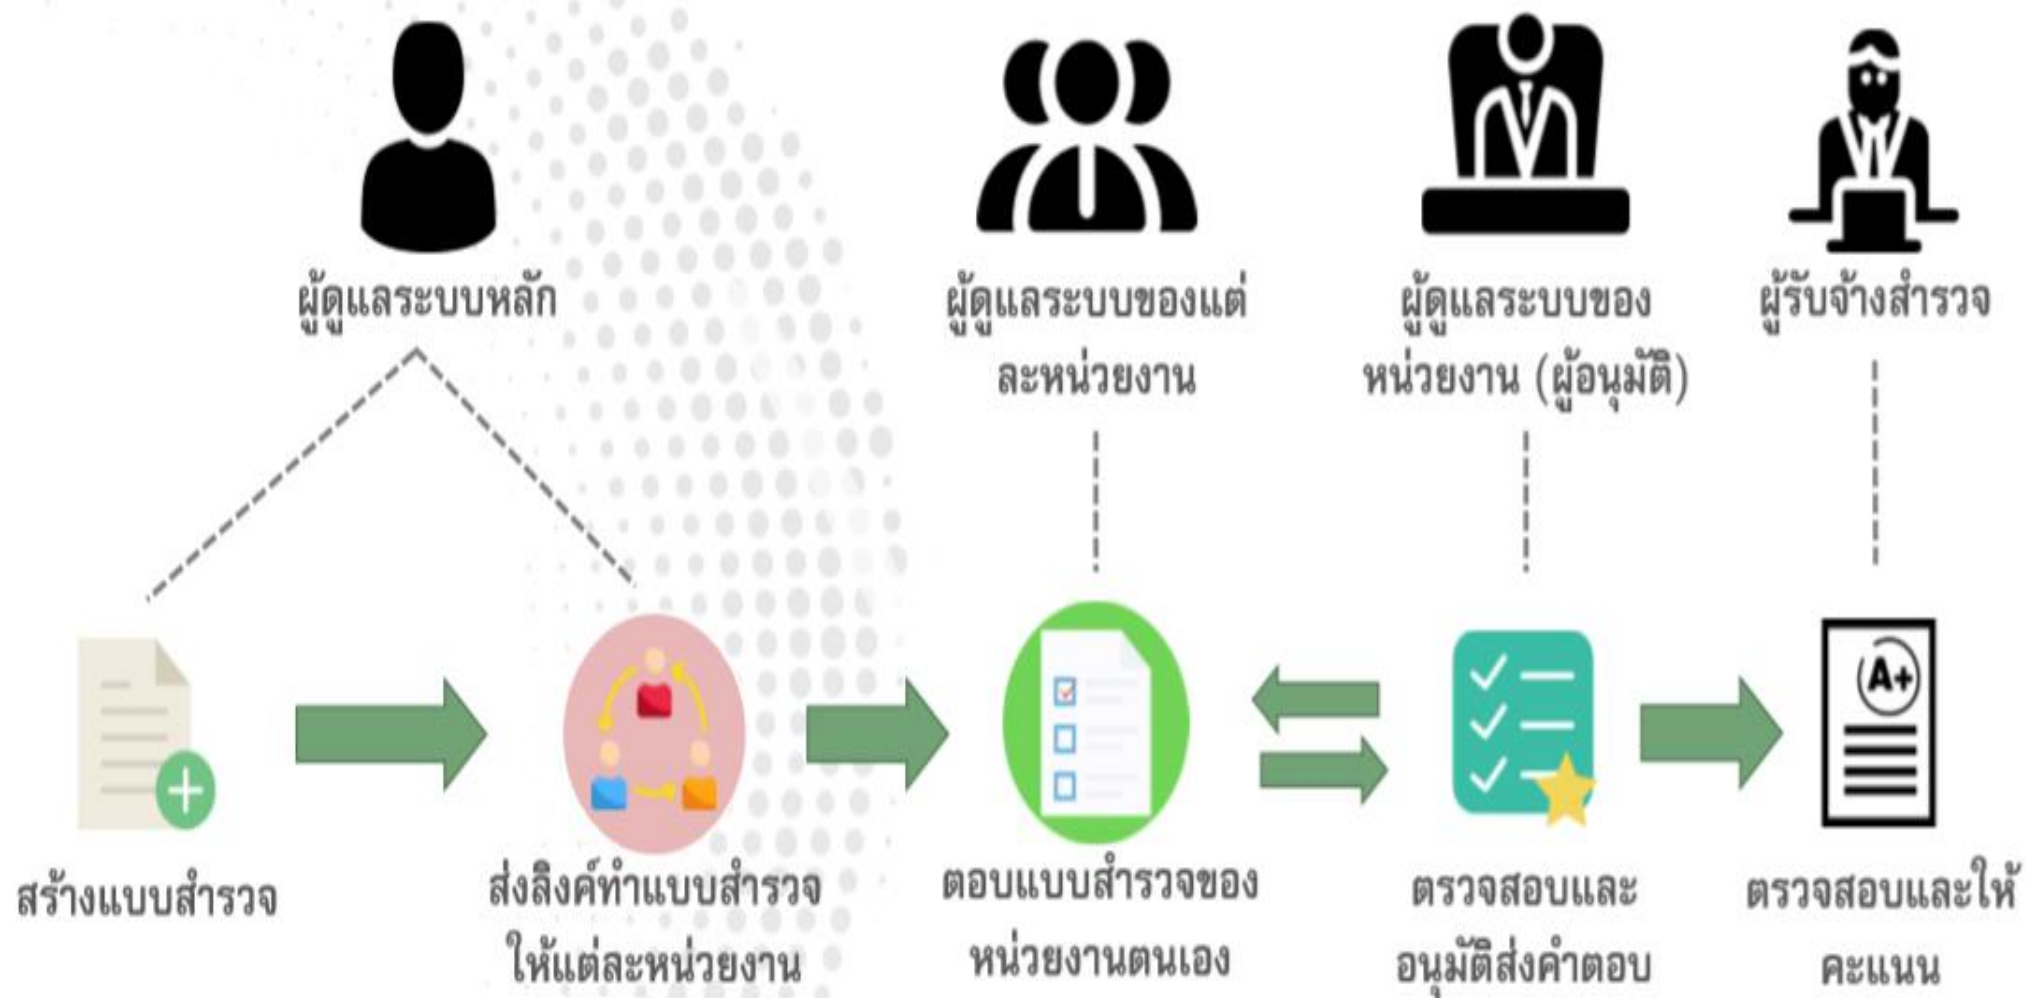 ผู้ดูแลระบบหลัก
ผู้ดูแลระบบของแต่
ละหน่วยงาน
ผู้ดูแลระบบของ
หน่วยงาน (ผู้อนุมัติ)
ผู้รับจ้างสำรวจ
A+
สร้างแบบสำรวจ
ส่งลิงค์ทำแบบสำรวจ
ให้แต่ละหน่วยงาน
ตอบแบบสำรวจของ
หน่วยงานตนเอง
ตรวจสอบและ
อนุมัติส่งคำตอบ
ตรวจสอบและให้
คะแนน